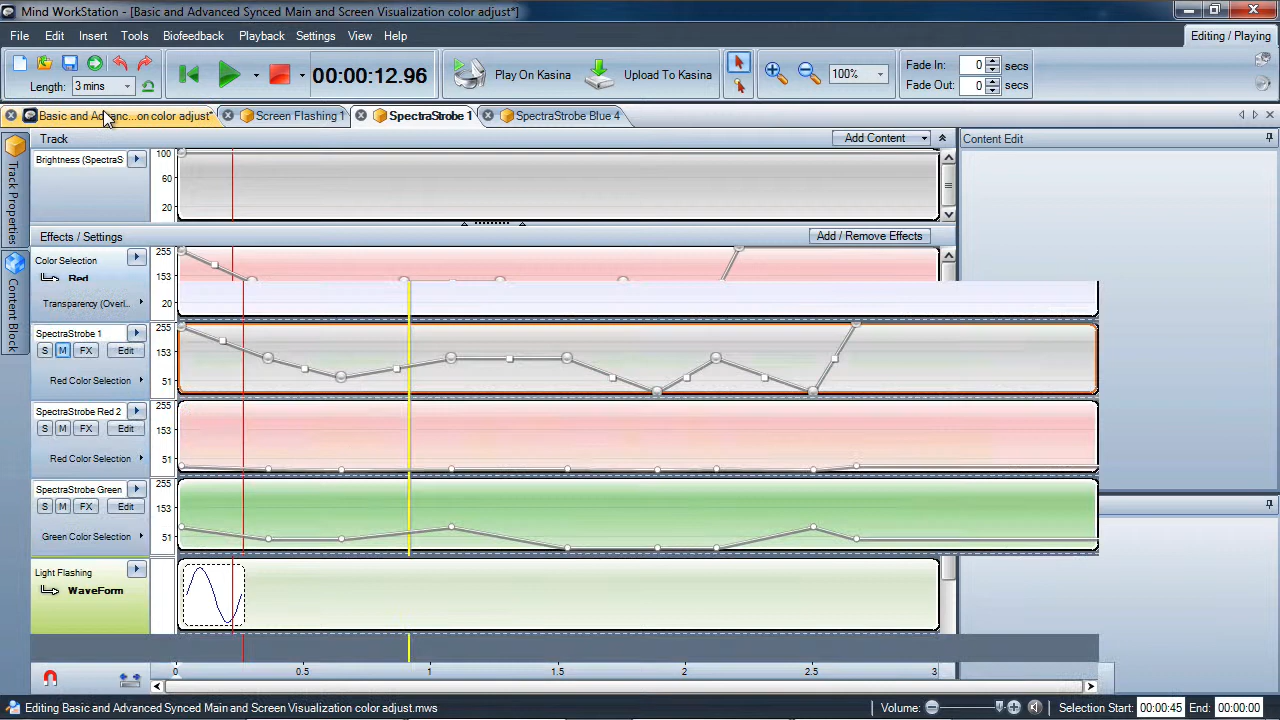 Mind WorkStation - [Basic and Advanced Synced Main and Screen Visualization color adjust*]
File Edit Insert Tools Biofeedback Playback Settings View Help
Editing / Playing
Length: 3 mins
00:00:12.96
Play On Kasina
Upload To Kasina
100%
Fade In: 0 secs
Fade Out: 0 secs
Basic and Advanc...on color adjust* Screen Flashing 1 SpectraStrobe 1 SpectraStrobe Blue 4
Track Properties
Content Block
Track Add Content
Content Edit
Brightness (SpectraS
100
60
20
Effects / Settings Add / Remove Effects
Color Selection
Red
255
153
Transparency (Overl..
20
SpectraStrobe 1
S M FX Edit
Red Color Selection
255
153
51
SpectraStrobe Red 2
S M FX Edit
Red Color Selection
255
153
51
SpectraStrobe Green
S M FX Edit
Green Color Selection
255
153
51
Light Flashing
WaveForm
0 0.5 1 1.5 2 2.5 3
Editing Basic and Advanced Synced Main and Screen Visualization color adjust.mws
Volume:
Selection Start: 00:00:45 End: 00:00:00